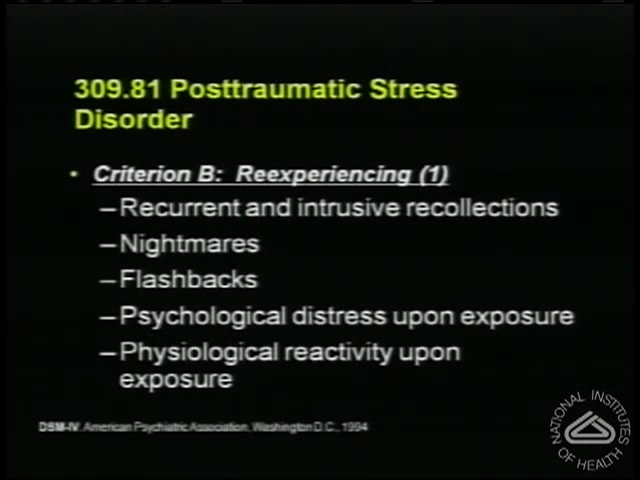 309.81 Posttraumatic Stress
Disorder
• Criterion B: Reexperiencing (1)
–Recurrent and intrusive recollections
–Nightmares
–Flashbacks
–Psychological distress upon exposure
–Physiological reactivity upon
exposure
DSM-IV. American Psychiatric Association, Washington D.C., 1994
NATIONAL INSTITUTES
OF HEALTH